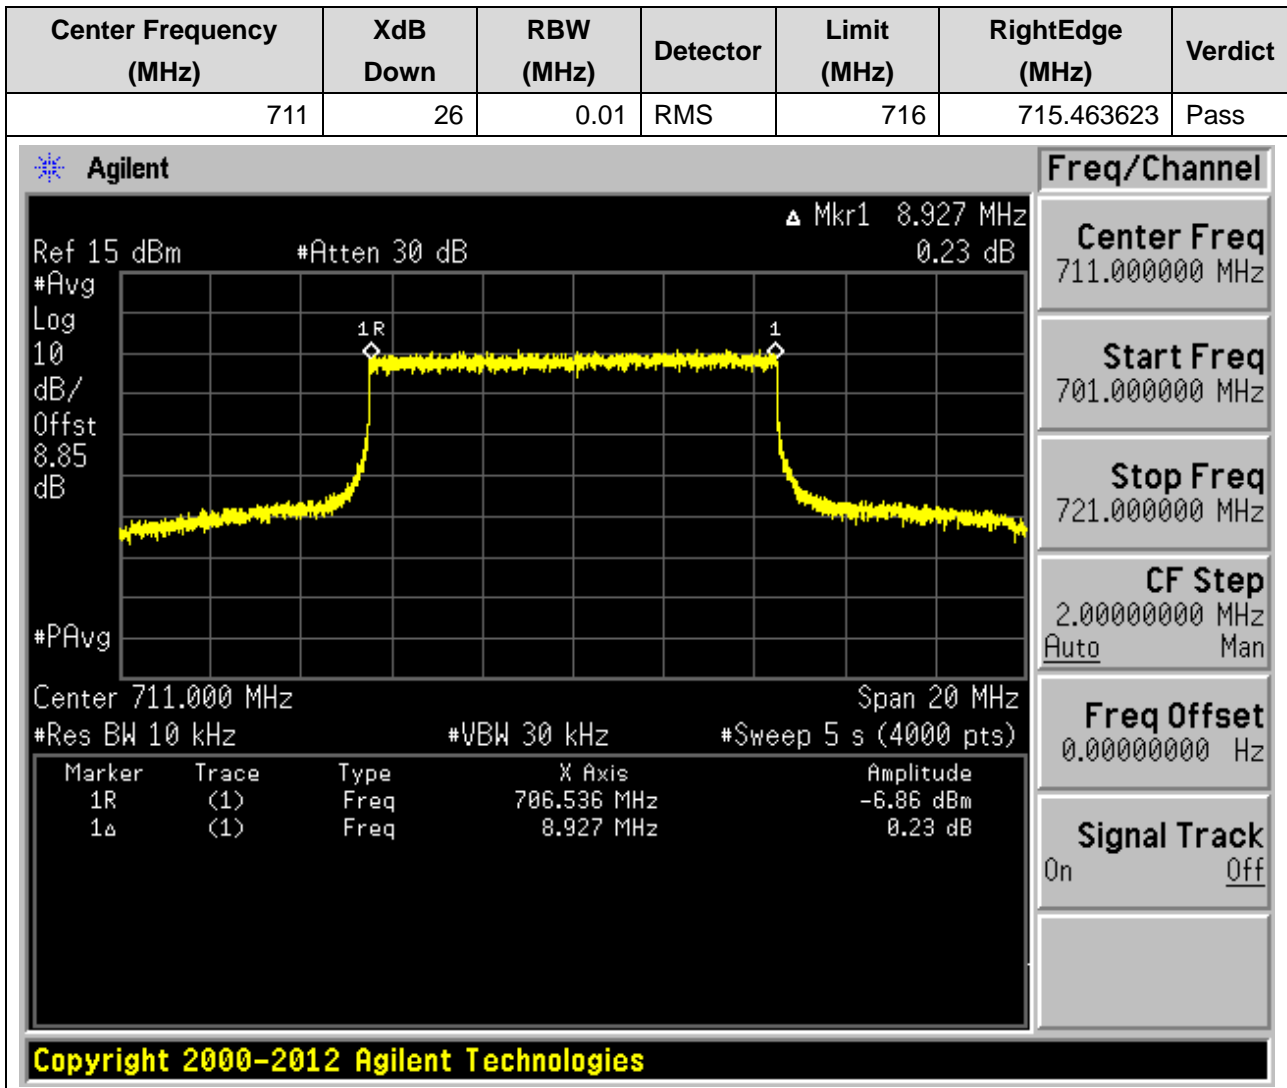 Center Frequency (MHz) XdB Down RBW (MHz) Detector Limit (MHz) RightEdge (MHz) Verdict
711 26 0.01 RMS 716 715.463623 Pass
Agilent
Freq/Channel
Δ Mkr1 8.927 MHz
Ref 15 dBm #Atten 30 dB 0.23 dB
#Avg
Log
10
dB/
Offst
8.85
dB
#PAvg
1R
1
Center 711.000 MHz Span 20 MHz
#Res BW 10 kHz #VBW 30 kHz #Sweep 5 s (4000 pts)
Marker Trace Type X Axis Amplitude
1R (1) Freq 706.536 MHz -6.86 dBm
1Δ (1) Freq 8.927 MHz 0.23 dB
Center Freq
711.000000 MHz
Start Freq
701.000000 MHz
Stop Freq
721.000000 MHz
CF Step
2.00000000 MHz
Auto Man
Freq Offset
0.00000000 Hz
Signal Track
On Off
Copyright 2000-2012 Agilent Technologies